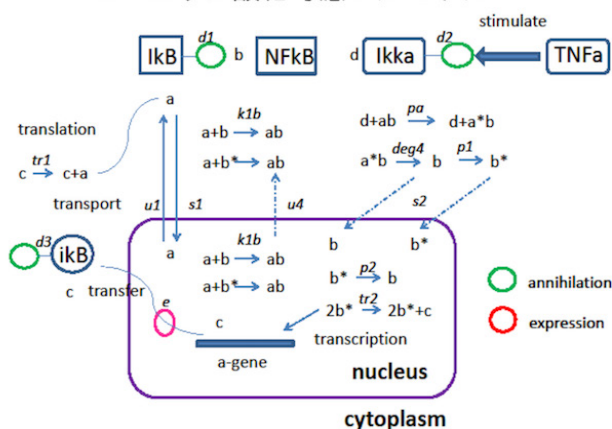 stimulate
IkB
d1
b
NFkB
d
Ikka
d2
TNFa
a
translation
c tr1 c+a
a+b k1b ab
a+b* ab
d+ab pa d+a*b
a*b deg4 b p1 b*
transport
u1
s1
u4
s2
d3
ikB
c
transfer
e
a
a+b k1b ab
a+b* ab
b
b*
b* p2 b
2b* tr2 2b*+c
c
transcription
a-gene
nucleus
cytoplasm
annihilation
expression